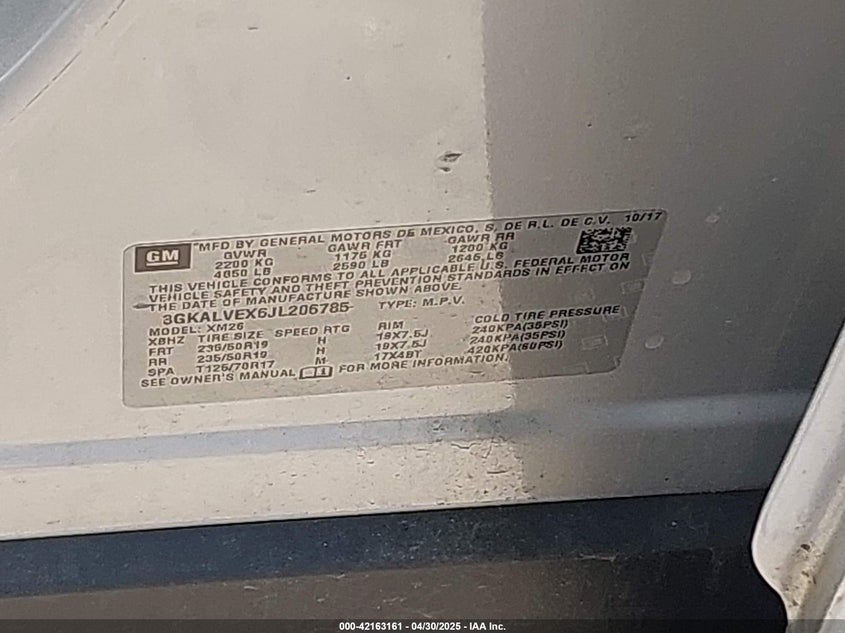 GM
MFD BY GENERAL MOTORS DE MEXICO, S, DE R.L. DE C.V. 10/17
GVWR GAWR FRT GAWR RR
2200 KG 1175 KG 1200 KG
4850 LB 2590 LB 2645 LB
THIS VEHICLE CONFORMS TO ALL APPLICABLE U.S. FEDERAL MOTOR
VEHICLE SAFETY AND THEFT PREVENTION STANDARDS IN EFFECT ON
THE DATE OF MANUFACTURE SHOWN ABOVE.
3GKALVEX6JL206785 TYPE: M.P.V.
MODEL: XM26
XBHZ TIRE SIZE SPEED RTG RIM COLD TIRE PRESSURE
FRT 235/50R19 H 19X7.5J 240KPA(35PSI)
RR 235/50R19 H 19X7.5J 240KPA(35PSI)
SPA T125/70R17 M 17X4BT 420KPA(60PSI)
SEE OWNER'S MANUAL FOR MORE INFORMATION.
000-42163161 - 04/30/2025 - IAA Inc.